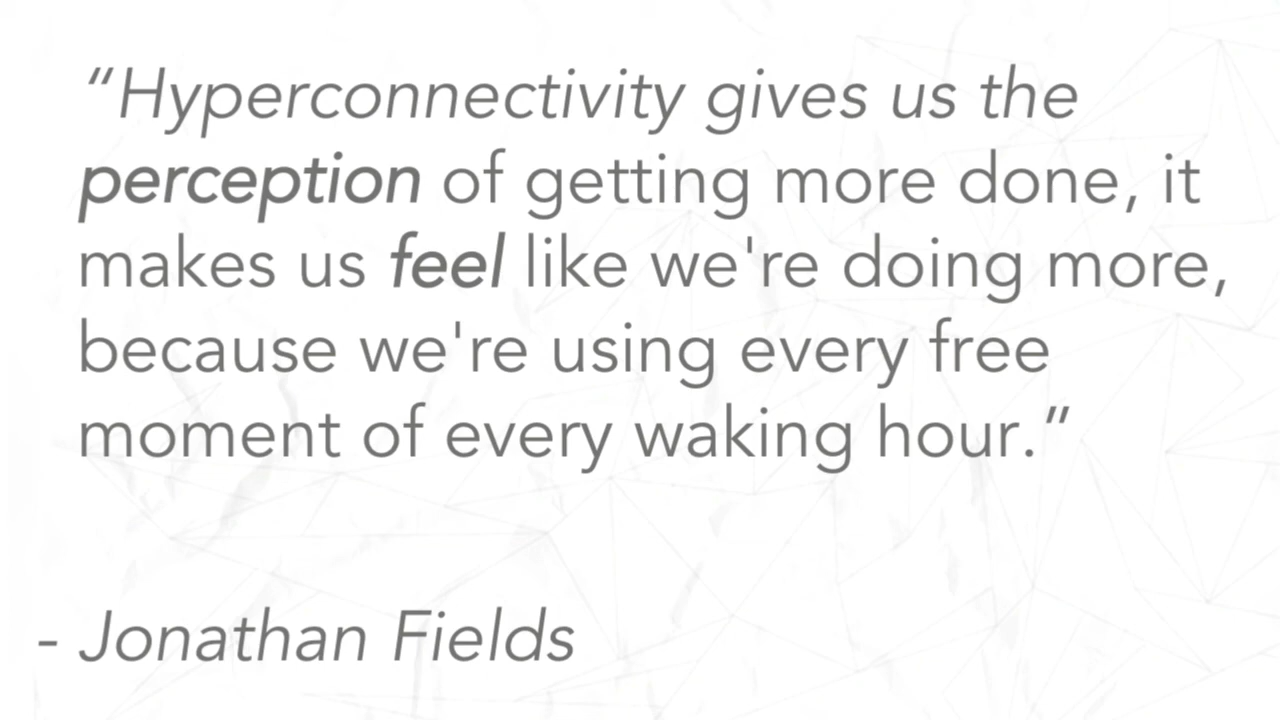 “Hyperconnectivity gives us the
perception of getting more done, it
makes us feel like we're doing more,
because we're using every free
moment of every waking hour.”
- Jonathan Fields